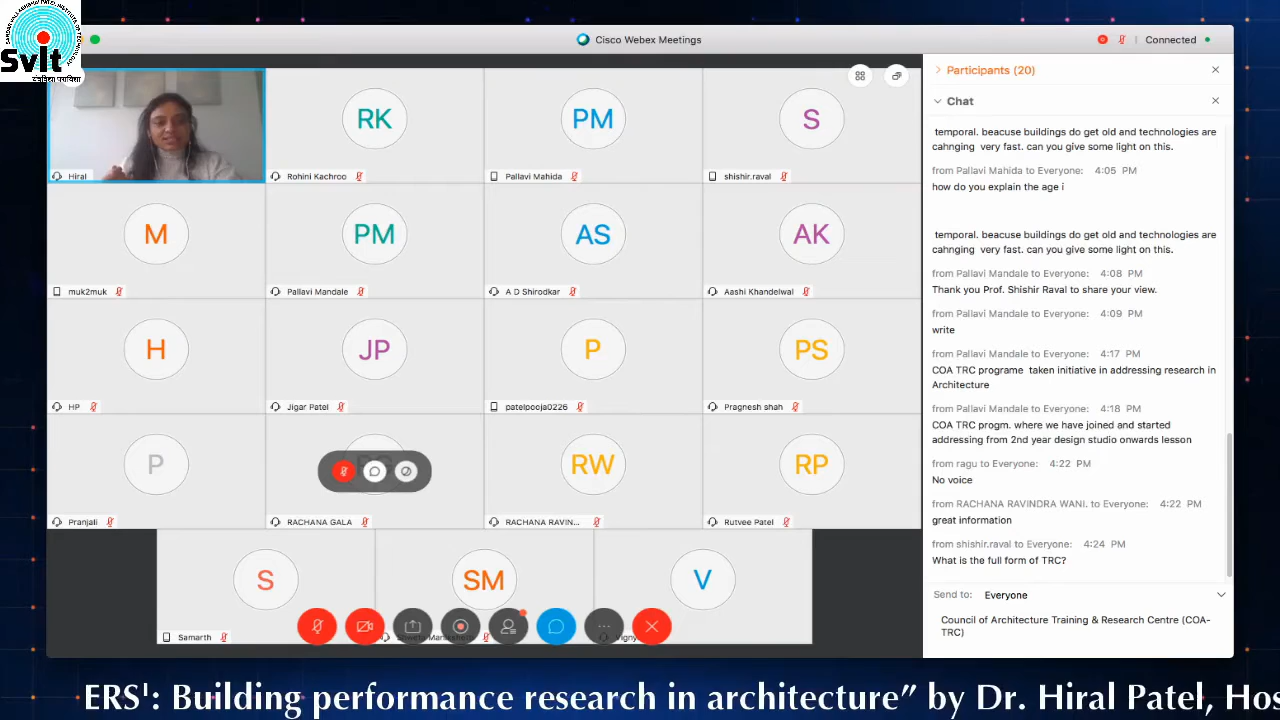 SARDAR VALLABHBHAI PATEL INSTITUTE OF TECHNOLOGY
Svit
Cisco Webex Meetings
Connected
Hiral
RK
Rohini Kachroo
PM
Pallavi Mahida
S
shishir.raval
M
muk2muk
PM
Pallavi Mandale
AS
A D Shirodkar
AK
Aashi Khandelwal
H
HP
JP
Jigar Patel
P
patelpooja0226
PS
Pragnesh shah
P
Pranjali
RACHANA GALA
RW
RACHANA RAVIN...
RP
Rutvee Patel
S
Samarth
SM
V
Participants (20)
Chat
temporal. beacuse buildings do get old and technologies are
cahnging very fast. can you give some light on this.
from Pallavi Mahida to Everyone: 4:05 PM
how do you explain the age i
temporal. beacuse buildings do get old and technologies are
cahnging very fast. can you give some light on this.
from Pallavi Mandale to Everyone: 4:08 PM
Thank you Prof. Shishir Raval to share your view.
from Pallavi Mandale to Everyone: 4:09 PM
write
from Pallavi Mandale to Everyone: 4:17 PM
COA TRC programe taken initiative in addressing research in
Architecture
from Pallavi Mandale to Everyone: 4:18 PM
COA TRC progm. where we have joined and started
addressing from 2nd year design studio onwards lesson
from ragu to Everyone: 4:22 PM
No voice
from RACHANA RAVINDRA WANI. to Everyone: 4:22 PM
great information
from shishir.raval to Everyone: 4:24 PM
What is the full form of TRC?
Send to: Everyone
Council of Architecture Training & Research Centre (COA-
TRC)
ERS¹: Building performance research in architecture” by Dr. Hiral Patel, Hos